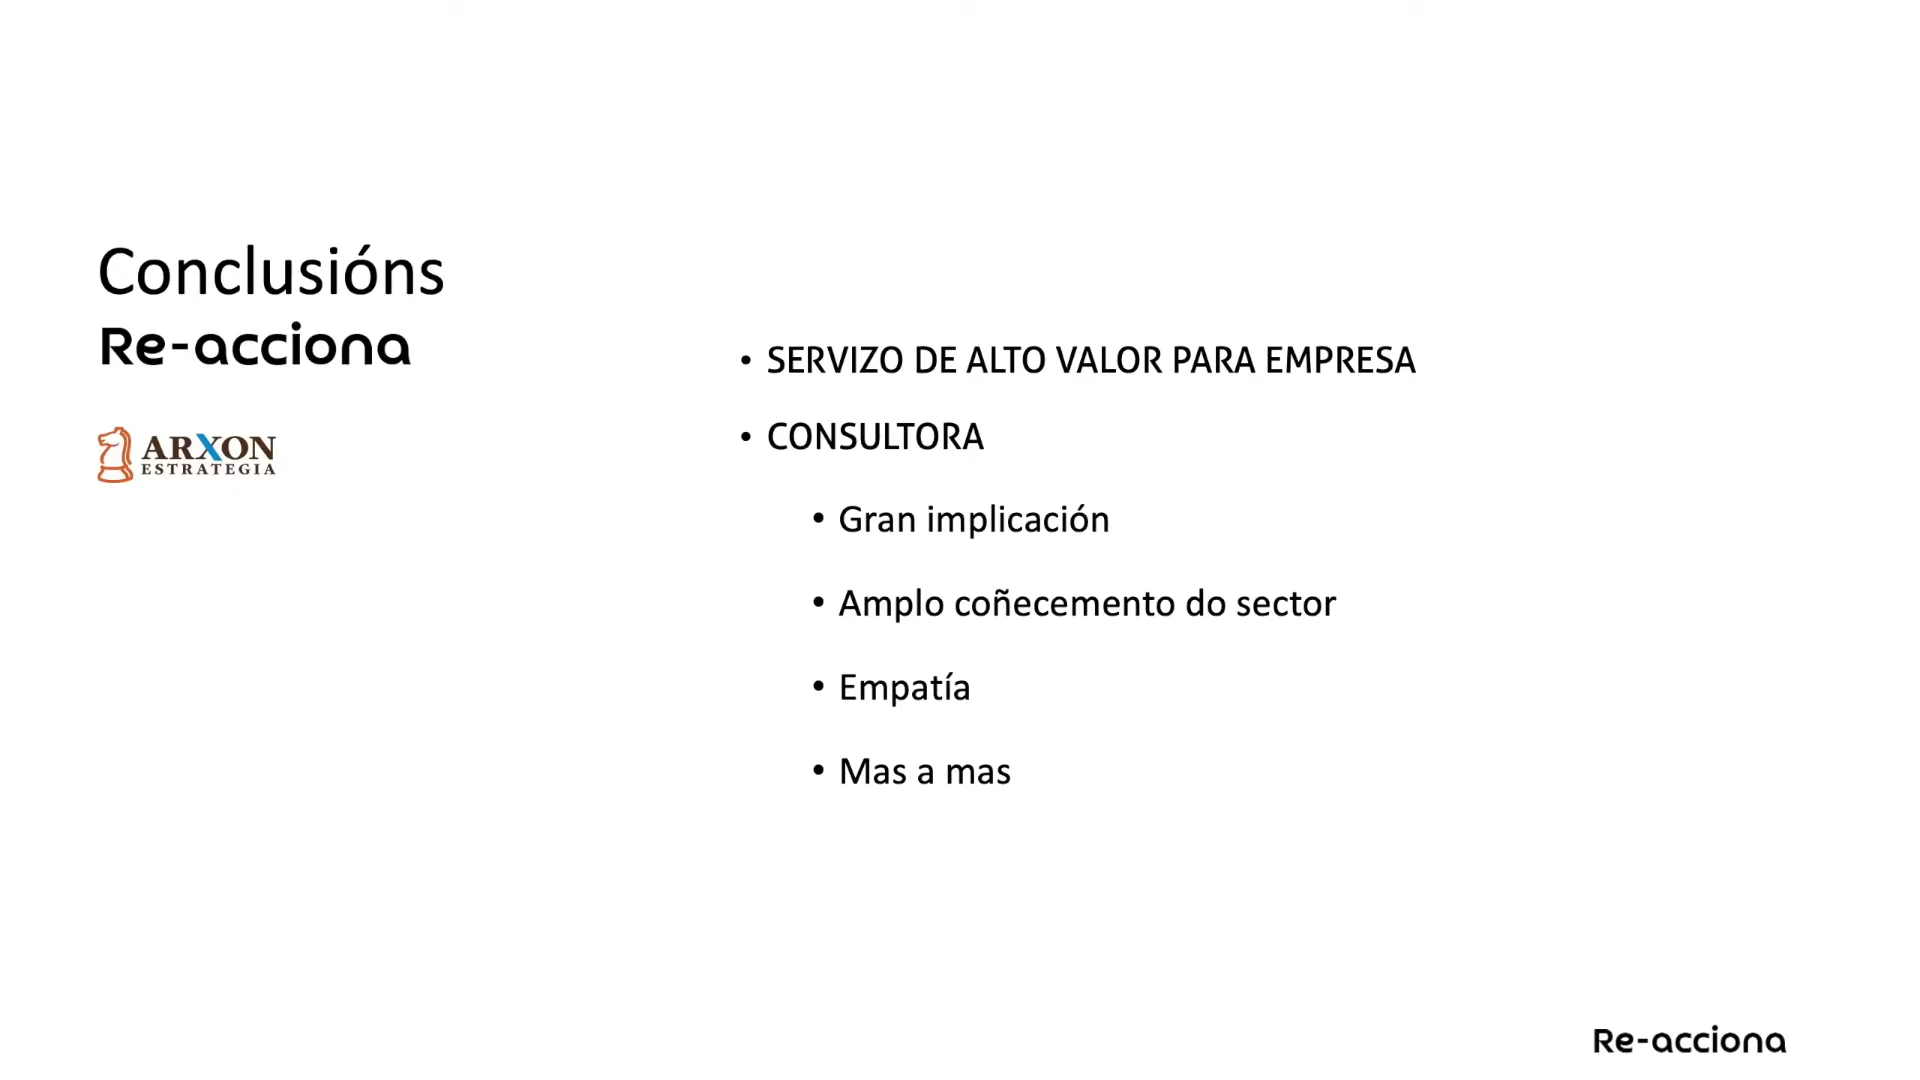 Conclusións
Re-acciona
ARXON
ESTRATEGIA
• SERVIZO DE ALTO VALOR PARA EMPRESA
• CONSULTORA
• Gran implicación
• Amplo coñecemento do sector
• Empatía
• Mas a mas
Re-acciona